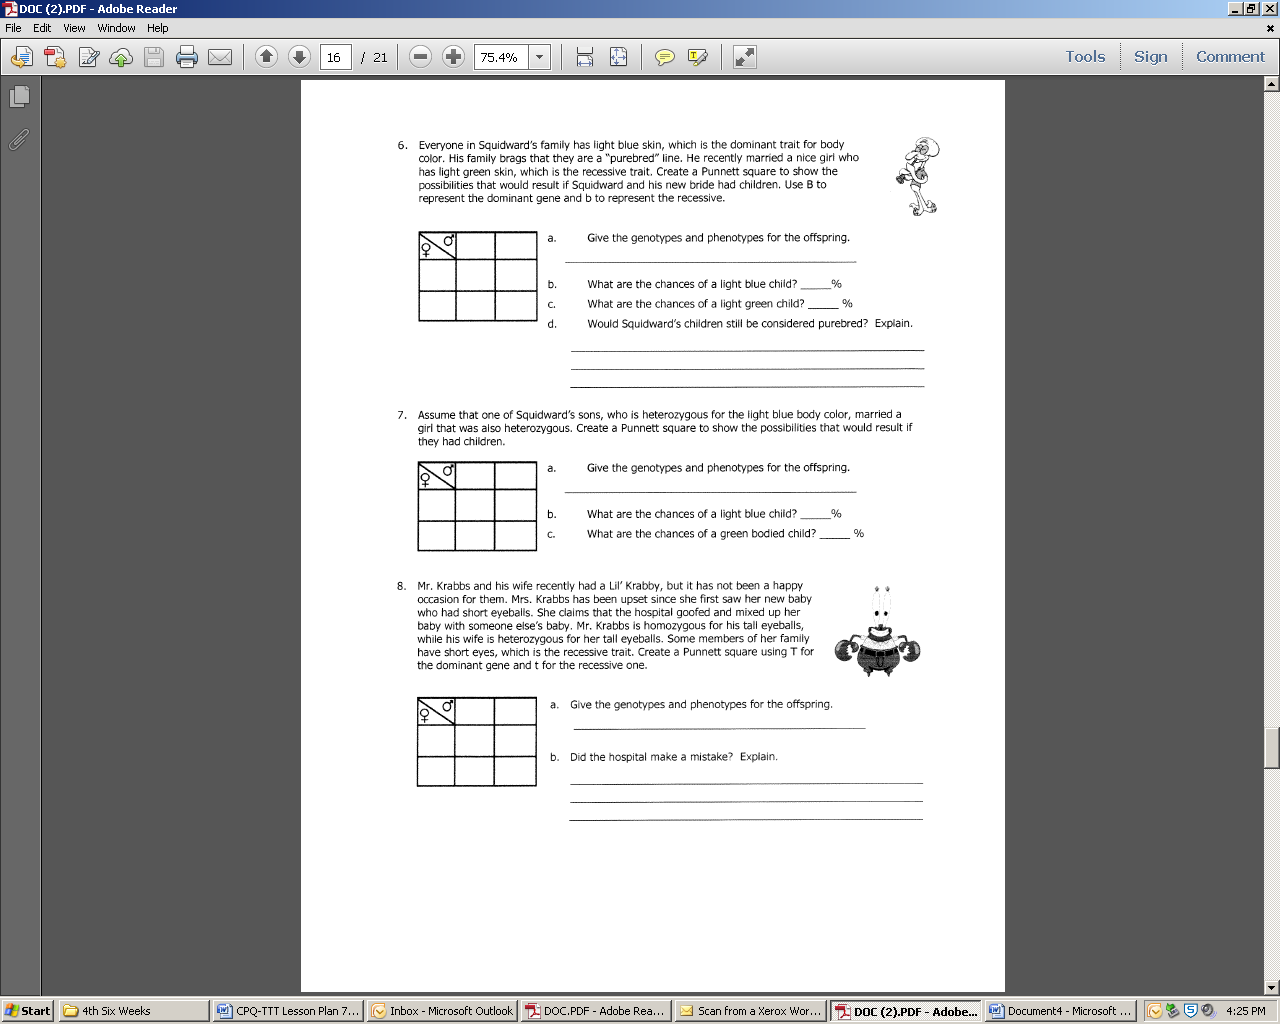 DOC (2).PDF - Adobe Reader
File Edit View Window Help
16 / 21 75.4% Tools Sign Comment
6. Everyone in Squidward's family has light blue skin, which is the dominant trait for body
color. His family brags that they are a "purebred" line. He recently married a nice girl who
has light green skin, which is the recessive trait. Create a Punnett square to show the
possibilities that would result if Squidward and his new bride had children. Use B to
represent the dominant gene and b to represent the recessive.
♀ ♂
a. Give the genotypes and phenotypes for the offspring.
b. What are the chances of a light blue child? _____%
c. What are the chances of a light green child? _____ %
d. Would Squidward's children still be considered purebred? Explain.
7. Assume that one of Squidward's sons, who is heterozygous for the light blue body color, married a
girl that was also heterozygous. Create a Punnett square to show the possibilities that would result if
they had children.
♀ ♂
a. Give the genotypes and phenotypes for the offspring.
b. What are the chances of a light blue child? _____%
c. What are the chances of a green bodied child? _____ %
8. Mr. Krabbs and his wife recently had a Lil' Krabby, but it has not been a happy
occasion for them. Mrs. Krabbs has been upset since she first saw her new baby
who had short eyeballs. She claims that the hospital goofed and mixed up her
baby with someone else's baby. Mr. Krabbs is homozygous for his tall eyeballs,
while his wife is heterozygous for her tall eyeballs. Some members of her family
have short eyes, which is the recessive trait. Create a Punnett square using T for
the dominant gene and t for the recessive one.
♀ ♂
a. Give the genotypes and phenotypes for the offspring.
b. Did the hospital make a mistake? Explain.
Start 4th Six Weeks CPQ-TTT Lesson Plan 7... Inbox - Microsoft Outlook DOC.PDF - Adobe Rea... Scan from a Xerox Wor... DOC (2).PDF - Adobe... Document4 - Microsoft ... 4:25 PM